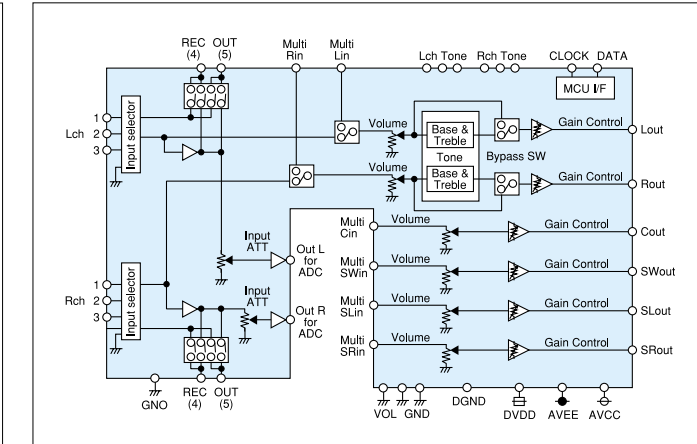 REC OUT Multi Multi
(4) (5) Rin Lin
Lch Tone Rch Tone CLOCK DATA
MCU I/F
1
Lch 2
3
Input selector
Volume
Base &
Treble
Gain Control
Lout
Tone Bypass SW
Volume
Base &
Treble
Gain Control
Rout
Input
ATT
Out L
for
ADC
Multi
Cin
Volume
Gain Control
Cout
1
Rch 2
3
Input selector
Input
ATT
Out R
for
ADC
Multi
SWin
Volume
Gain Control
SWout
Multi
SLin
Volume
Gain Control
SLout
Multi
SRin
Volume
Gain Control
SRout
GNO
REC OUT
(4) (5)
VOL GND DGND DVDD AVEE AVCC